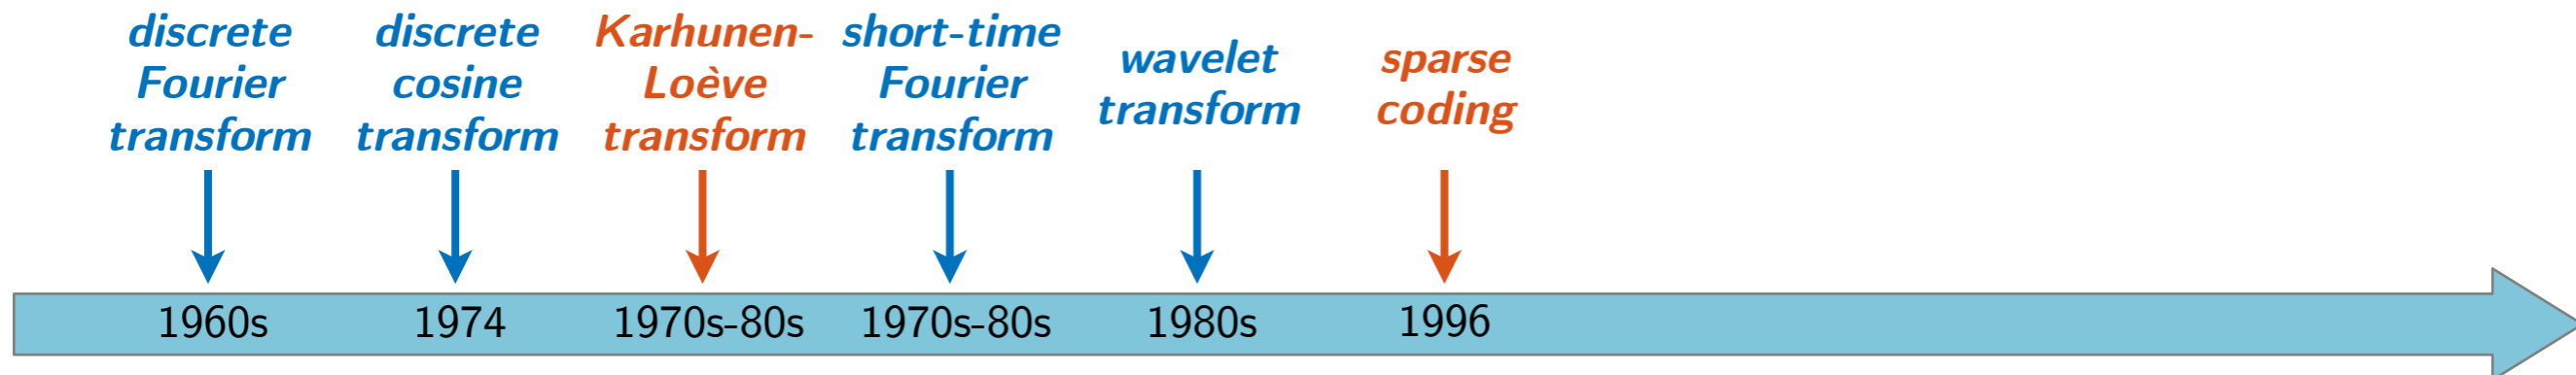 discrete
Fourier
transform
discrete
cosine
transform
Karhunen-
Loève
transform
short-time
Fourier
transform
wavelet
transform
sparse
coding
1960s
1974
1970s-80s
1970s-80s
1980s
1996